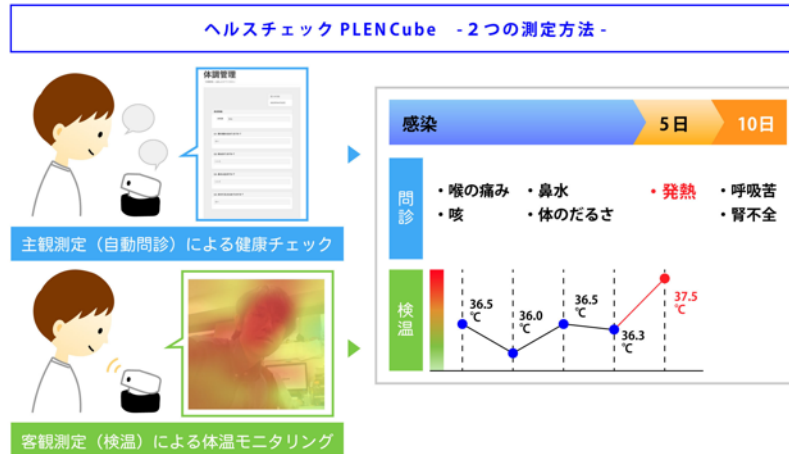 ヘルスチェック PLENCube -２つの測定方法-
体調管理
主観測定（自動問診）による健康チェック
客観測定（検温）による体温モニタリング
感染
5日
10日
問診
・喉の痛み ・鼻水
・咳 ・体のだるさ
・発熱
・呼吸苦
・腎不全
検温
36.5
℃
36.0
℃
36.5
℃
36.3
℃
37.5
℃